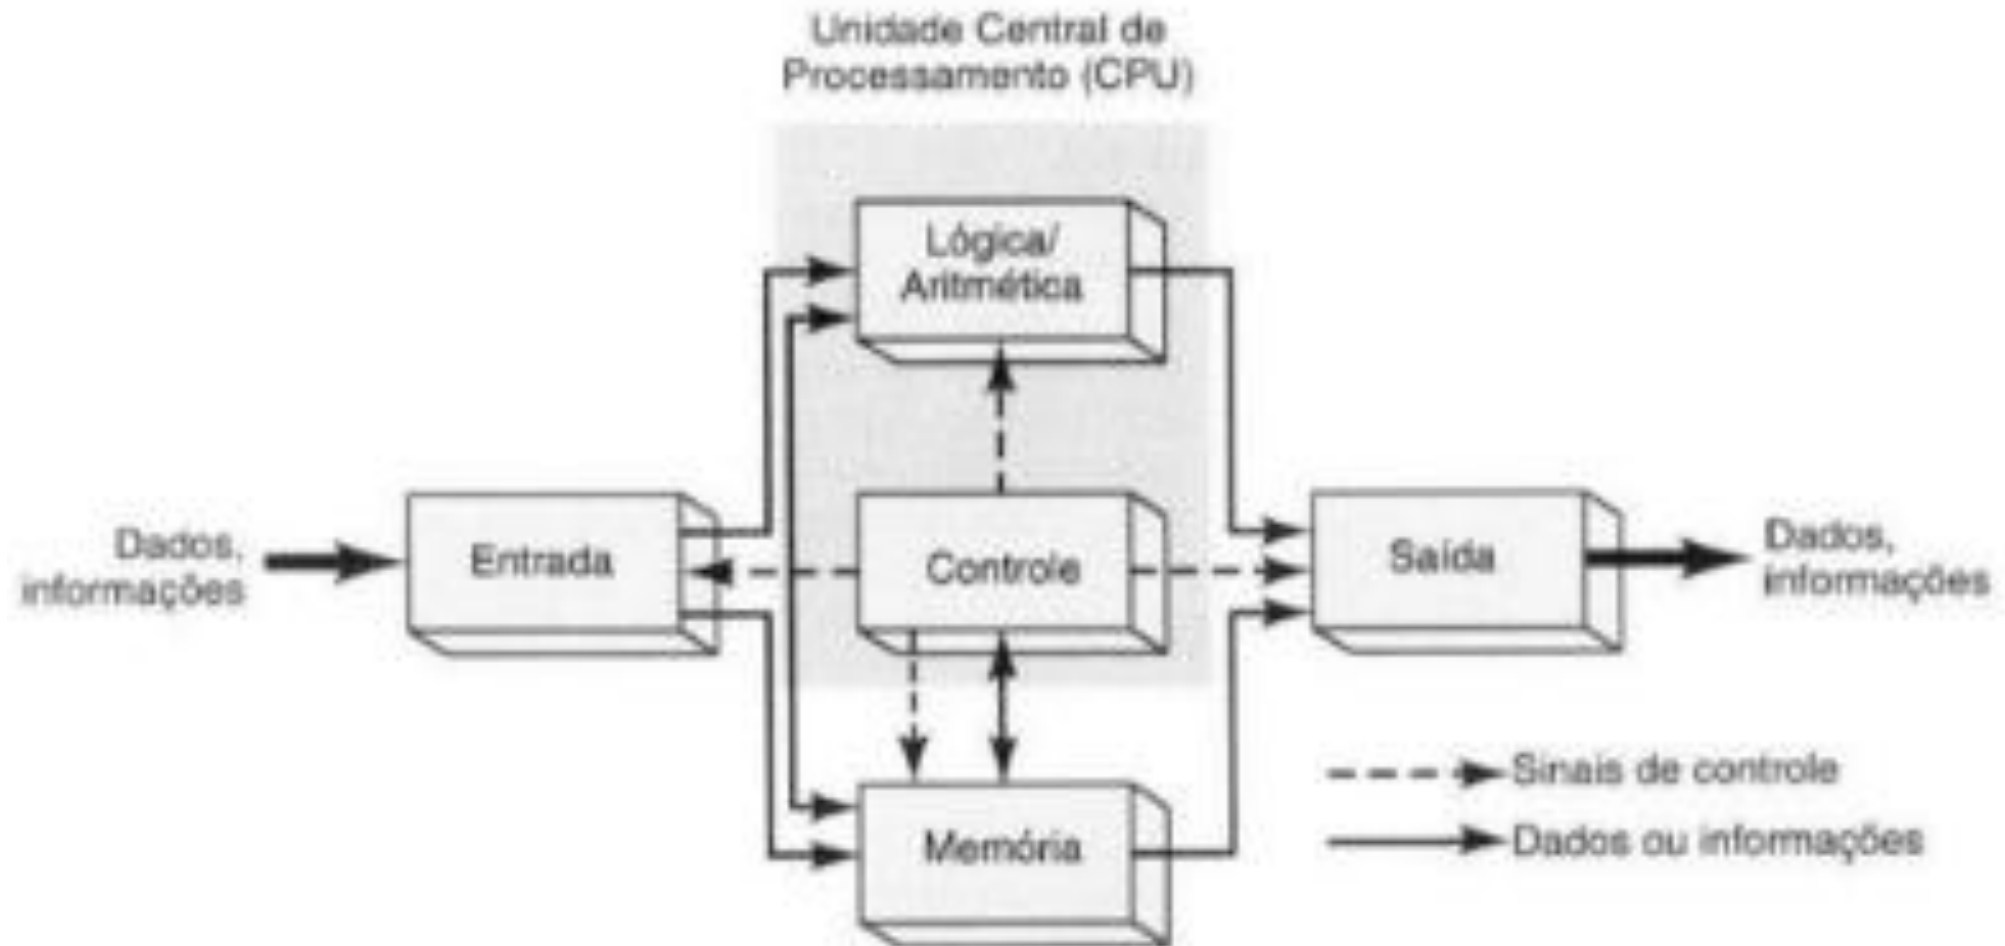 Unidade Central de
Processamento (CPU)
Lógica/
Aritmética
Dados,
informações
Entrada
Controle
Saída
Dados,
informações
Memória
Sinais de controle
Dados ou informações